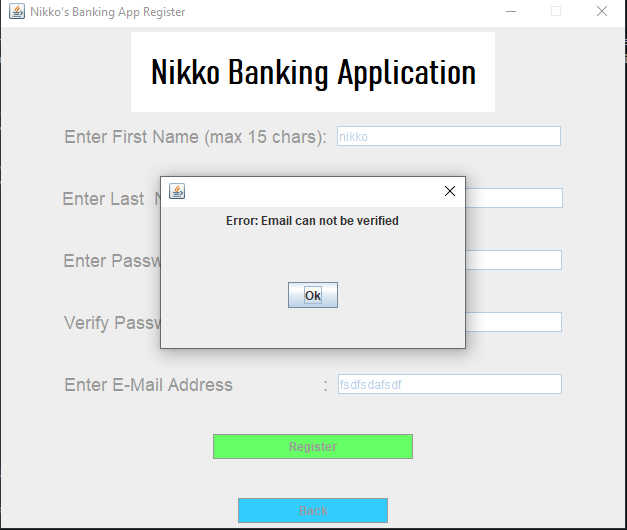 Nikko's Banking App Register
Nikko Banking Application
Enter First Name (max 15 chars):
nikko
Enter Last N
Error: Email can not be verified
Enter Passw
Ok
Verify Passw
Enter E-Mail Address :
fsdfsdafsdf
Register
Back